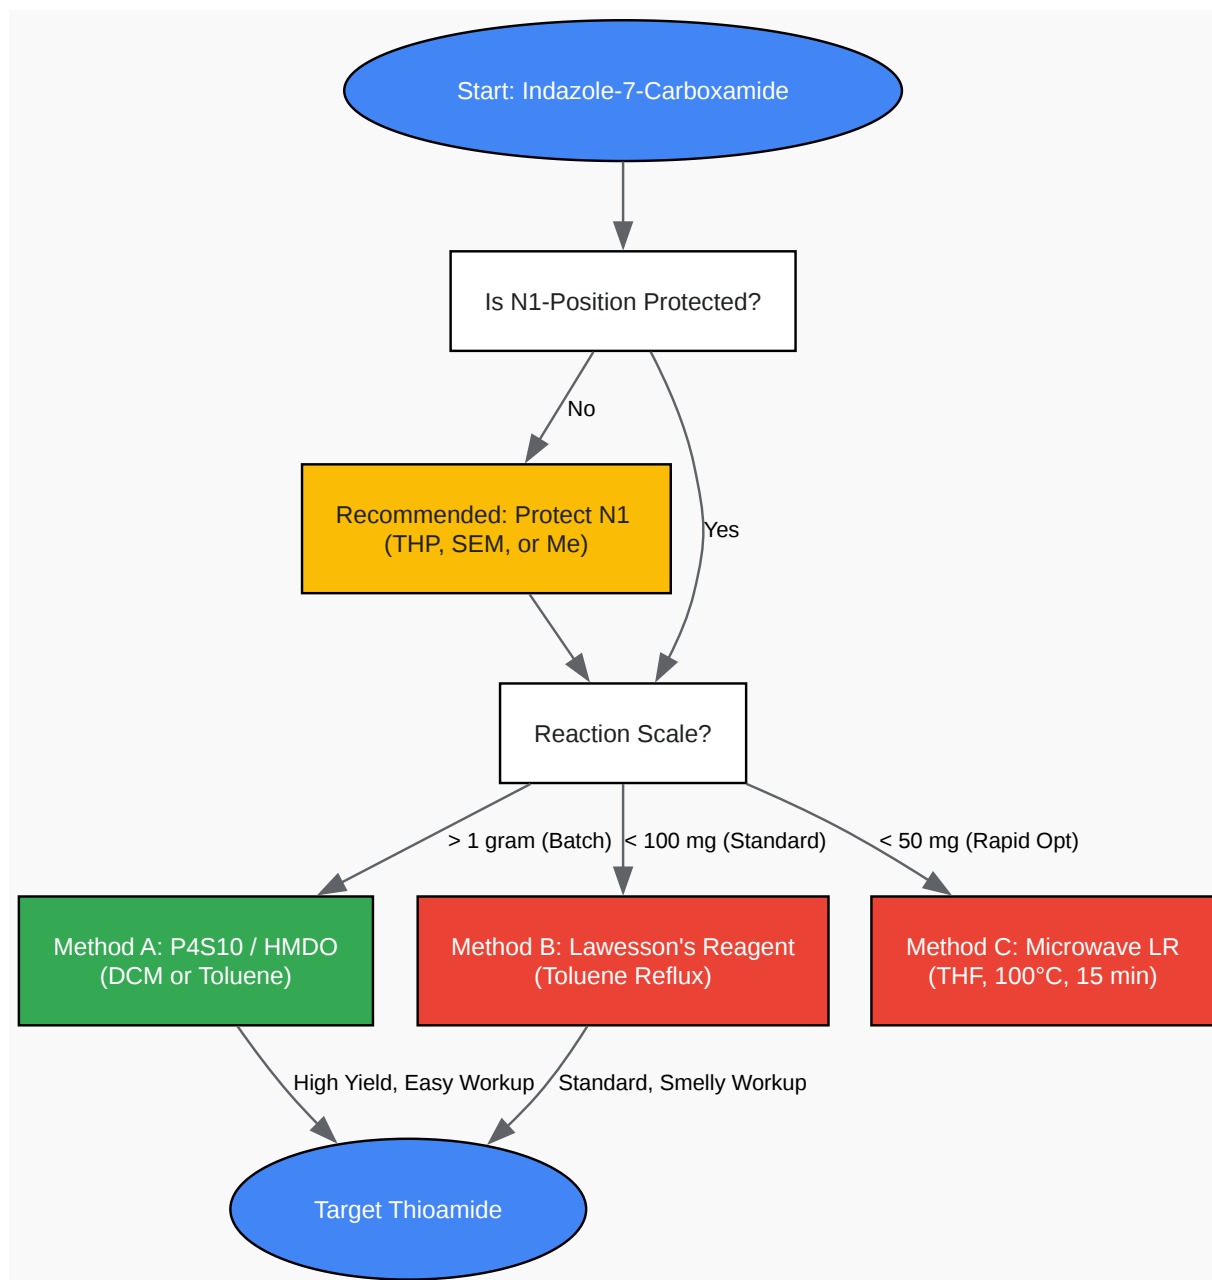 Start: Indazole-7-Carboxamide
Is N1-Position Protected?
No
Recommended: Protect N1
(THP, SEM, or Me)
Yes
Reaction Scale?
> 1 gram (Batch)
< 100 mg (Standard)
< 50 mg (Rapid Opt)
Method A: P4S10 / HMDO
(DCM or Toluene)
Method B: Lawesson's Reagent
(Toluene Reflux)
Method C: Microwave LR
(THF, 100°C, 15 min)
High Yield, Easy Workup
Standard, Smelly Workup
Target Thioamide